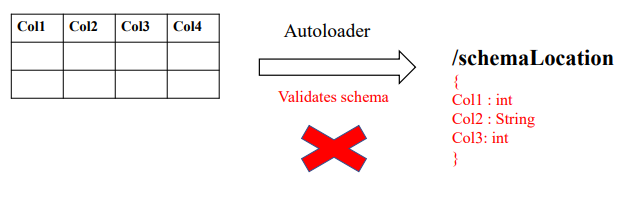 Col1 Col2 Col3 Col4
Autoloader
Validates schema
/schemaLocation
{
Col1 : int
Col2 : String
Col3: int
}